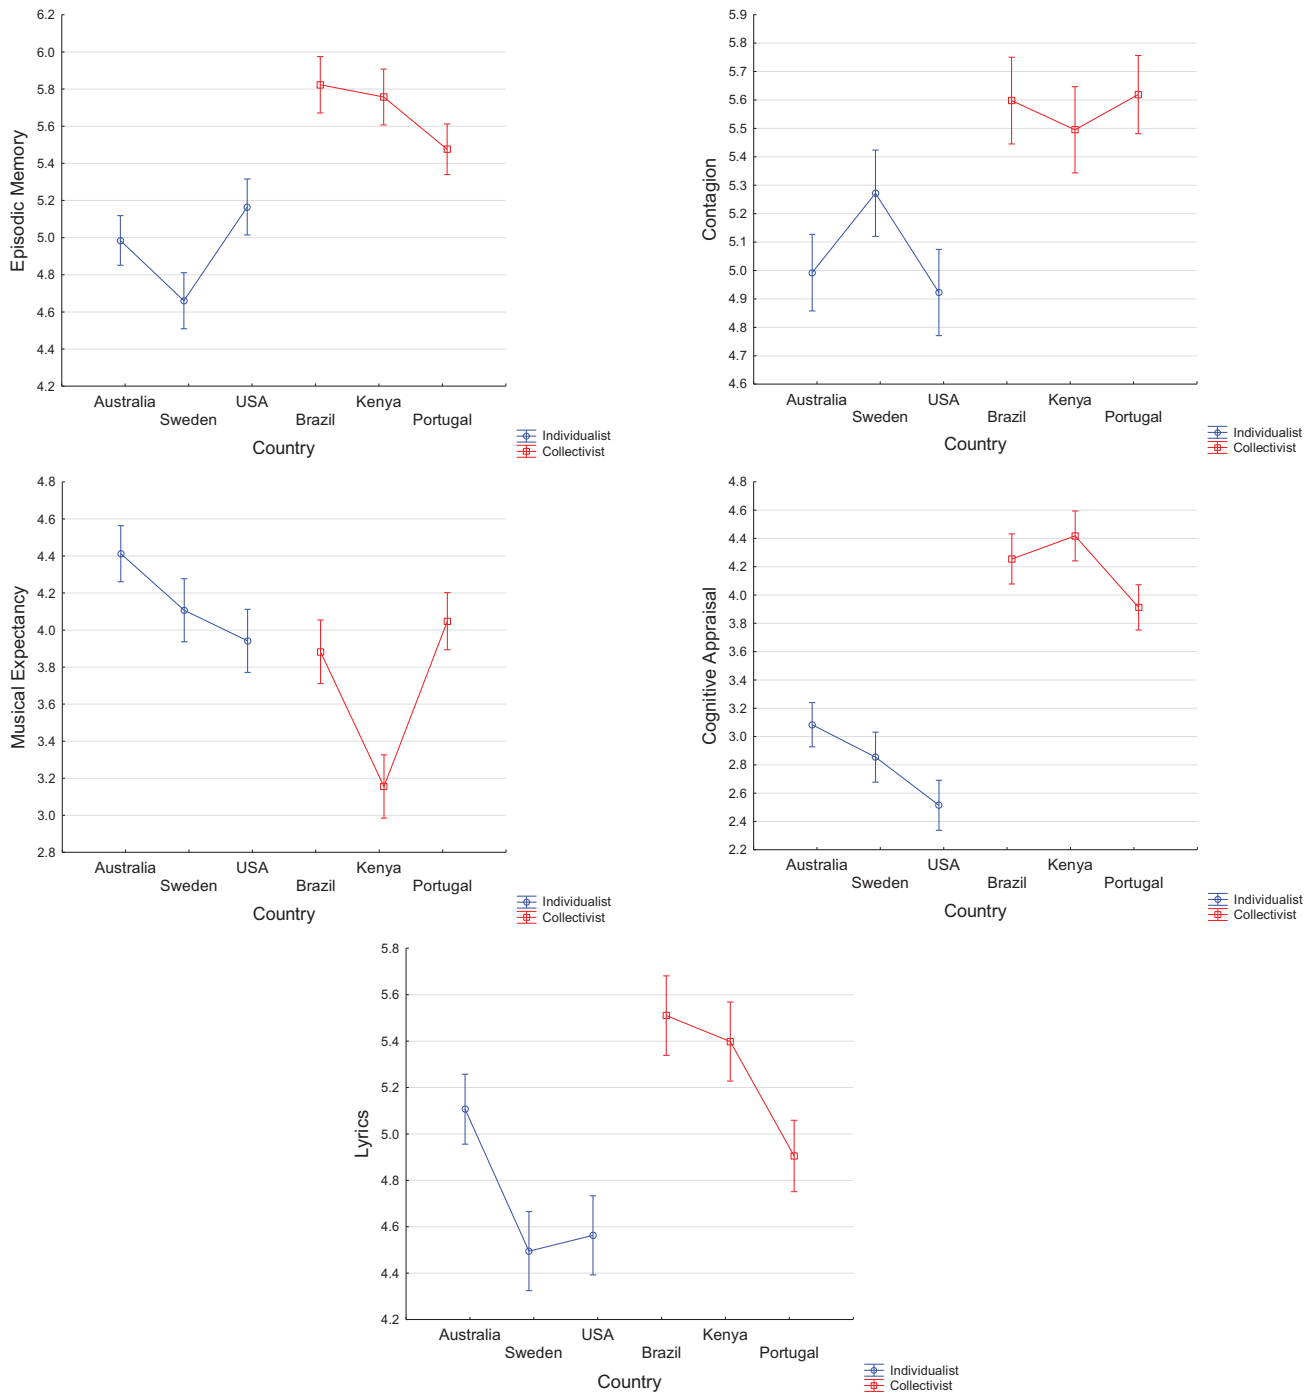 6.2
6.0
5.8
5.6
5.4
5.2
5.0
4.8
4.6
4.4
4.2
Episodic Memory
Australia USA Kenya
Sweden Brazil Portugal
Country
Individualist
Collectivist
5.9
5.8
5.7
5.6
5.5
5.4
5.3
5.2
5.1
5.0
4.9
4.8
4.7
4.6
Contagion
Australia USA Kenya
Sweden Brazil Portugal
Country
Individualist
Collectivist
4.8
4.6
4.4
4.2
4.0
3.8
3.6
3.4
3.2
3.0
2.8
Musical Expectancy
Australia USA Kenya
Sweden Brazil Portugal
Country
Individualist
Collectivist
4.8
4.6
4.4
4.2
4.0
3.8
3.6
3.4
3.2
3.0
2.8
2.6
2.4
2.2
Cognitive Appraisal
Australia USA Kenya
Sweden Brazil Portugal
Country
Individualist
Collectivist
5.8
5.6
5.4
5.2
5.0
4.8
4.6
4.4
4.2
Lyrics
Australia USA Kenya
Sweden Brazil Portugal
Country
Individualist
Collectivist